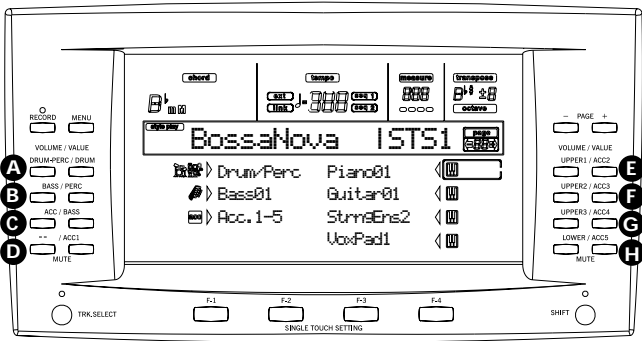 chord tempo measure transpose
ext seq 1
link seq 2
octave
style play BossaNova |STS1 page
Drum/Perc Piano01
Bass01 Guitar01
Acc.1-5 StrngEns2
VoxPad1
RECORD MENU
VOLUME / VALUE
A DRUM-PERC / DRUM
B BASS / PERC
C ACC / BASS
D -- / ACC1
MUTE
– PAGE +
VOLUME / VALUE
UPPER1 / ACC2 E
UPPER2 / ACC3 F
UPPER3 / ACC4 G
LOWER / ACC5 H
MUTE
TRK.SELECT
F-1 F-2 F-3 F-4
SINGLE TOUCH SETTING
SHIFT